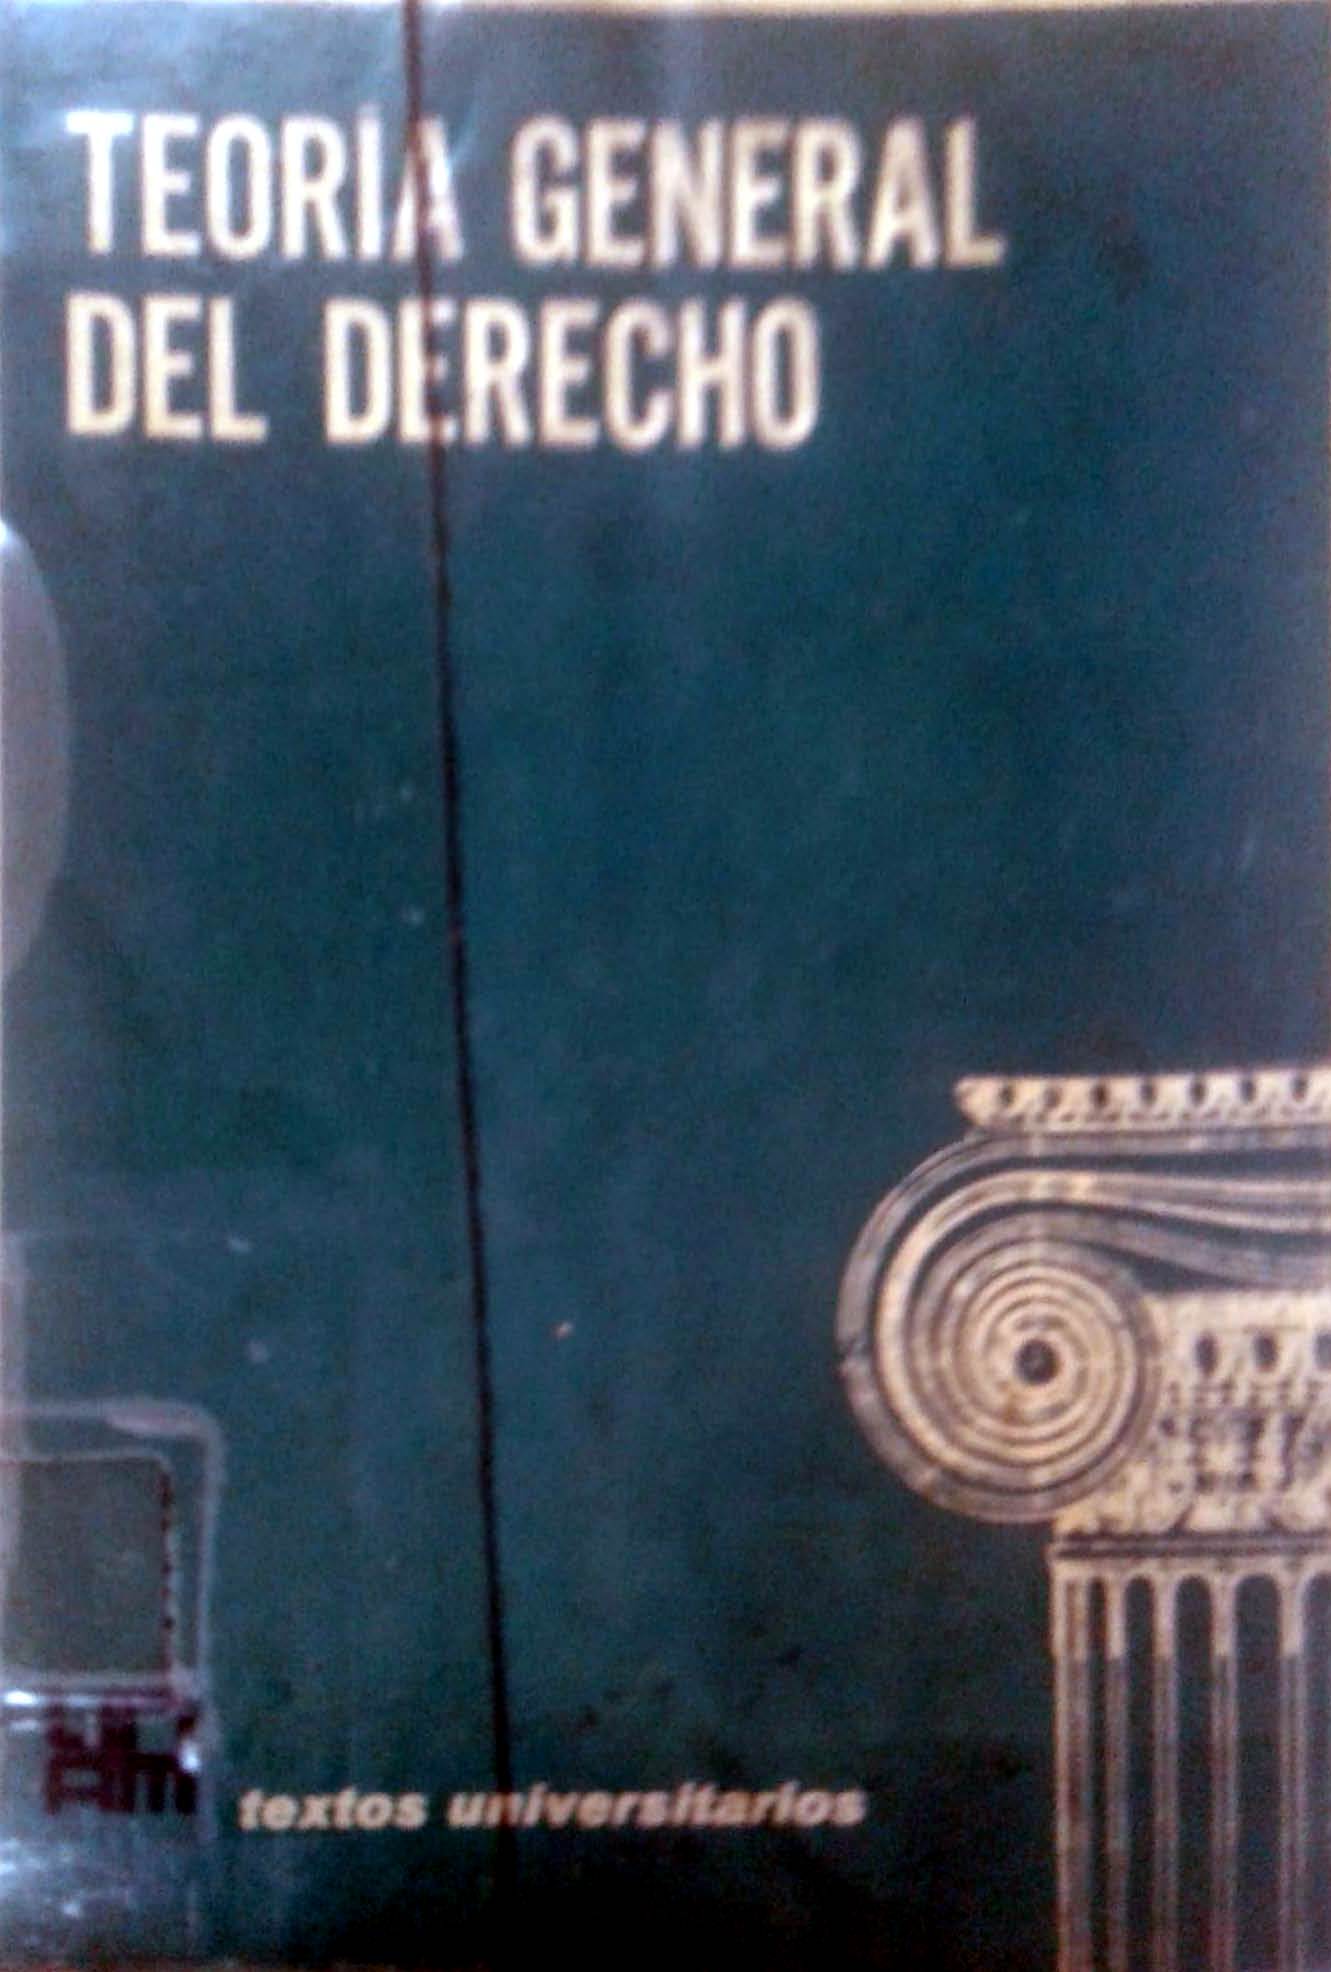 TEORÍA GENERAL
DEL DERECHO
textos universitarios